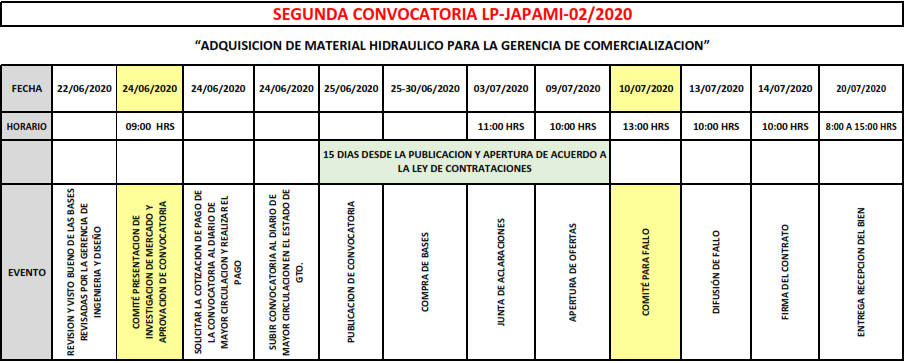 SEGUNDA CONVOCATORIA LP-JAPAMI-02/2020
“ADQUISICION DE MATERIAL HIDRAULICO PARA LA GERENCIA DE COMERCIALIZACION”
FECHA 22/06/2020 24/06/2020 24/06/2020 24/06/2020 25/06/2020 25-30/06/2020 03/07/2020 09/07/2020 10/07/2020 13/07/2020 14/07/2020 20/07/2020
HORARIO 09:00 HRS 11:00 HRS 10:00 HRS 13:00 HRS 10:00 HRS 10:00 HRS 8:00 A 15:00 HRS
15 DIAS DESDE LA PUBLICACION Y APERTURA DE ACUERDO A
LA LEY DE CONTRATACIONES
EVENTO
REVISION Y VISTO BUENO DE LAS BASES
REVISADAS POR LA GERENCIA DE
INGENIERIA Y DISEÑO
COMITÉ PRESENTACION DE
INVESTIGACION DE MERCADO Y
APROVACION DE CONVOCATORIA
SOLICITAR LA COTIZACION DE PAGO DE
LA CONVOCATORIA AL DIARIO DE
MAYOR CIRCULACION Y REALIZAR EL
PAGO
SUBIR CONVOCATORIA AL DIARIO DE
MAYOR CIRCULACION EN EL ESTADO DE
GTO.
PUBLICACION DE CONVOCATORIA
COMPRA DE BASES
JUNTA DE ACLARACIONES
APERTURA DE OFERTAS
COMITÉ PARA FALLO
DIFUSIÓN DE FALLO
FIRMA DEL CONTRATO
ENTREGA RECEPCION DEL BIEN